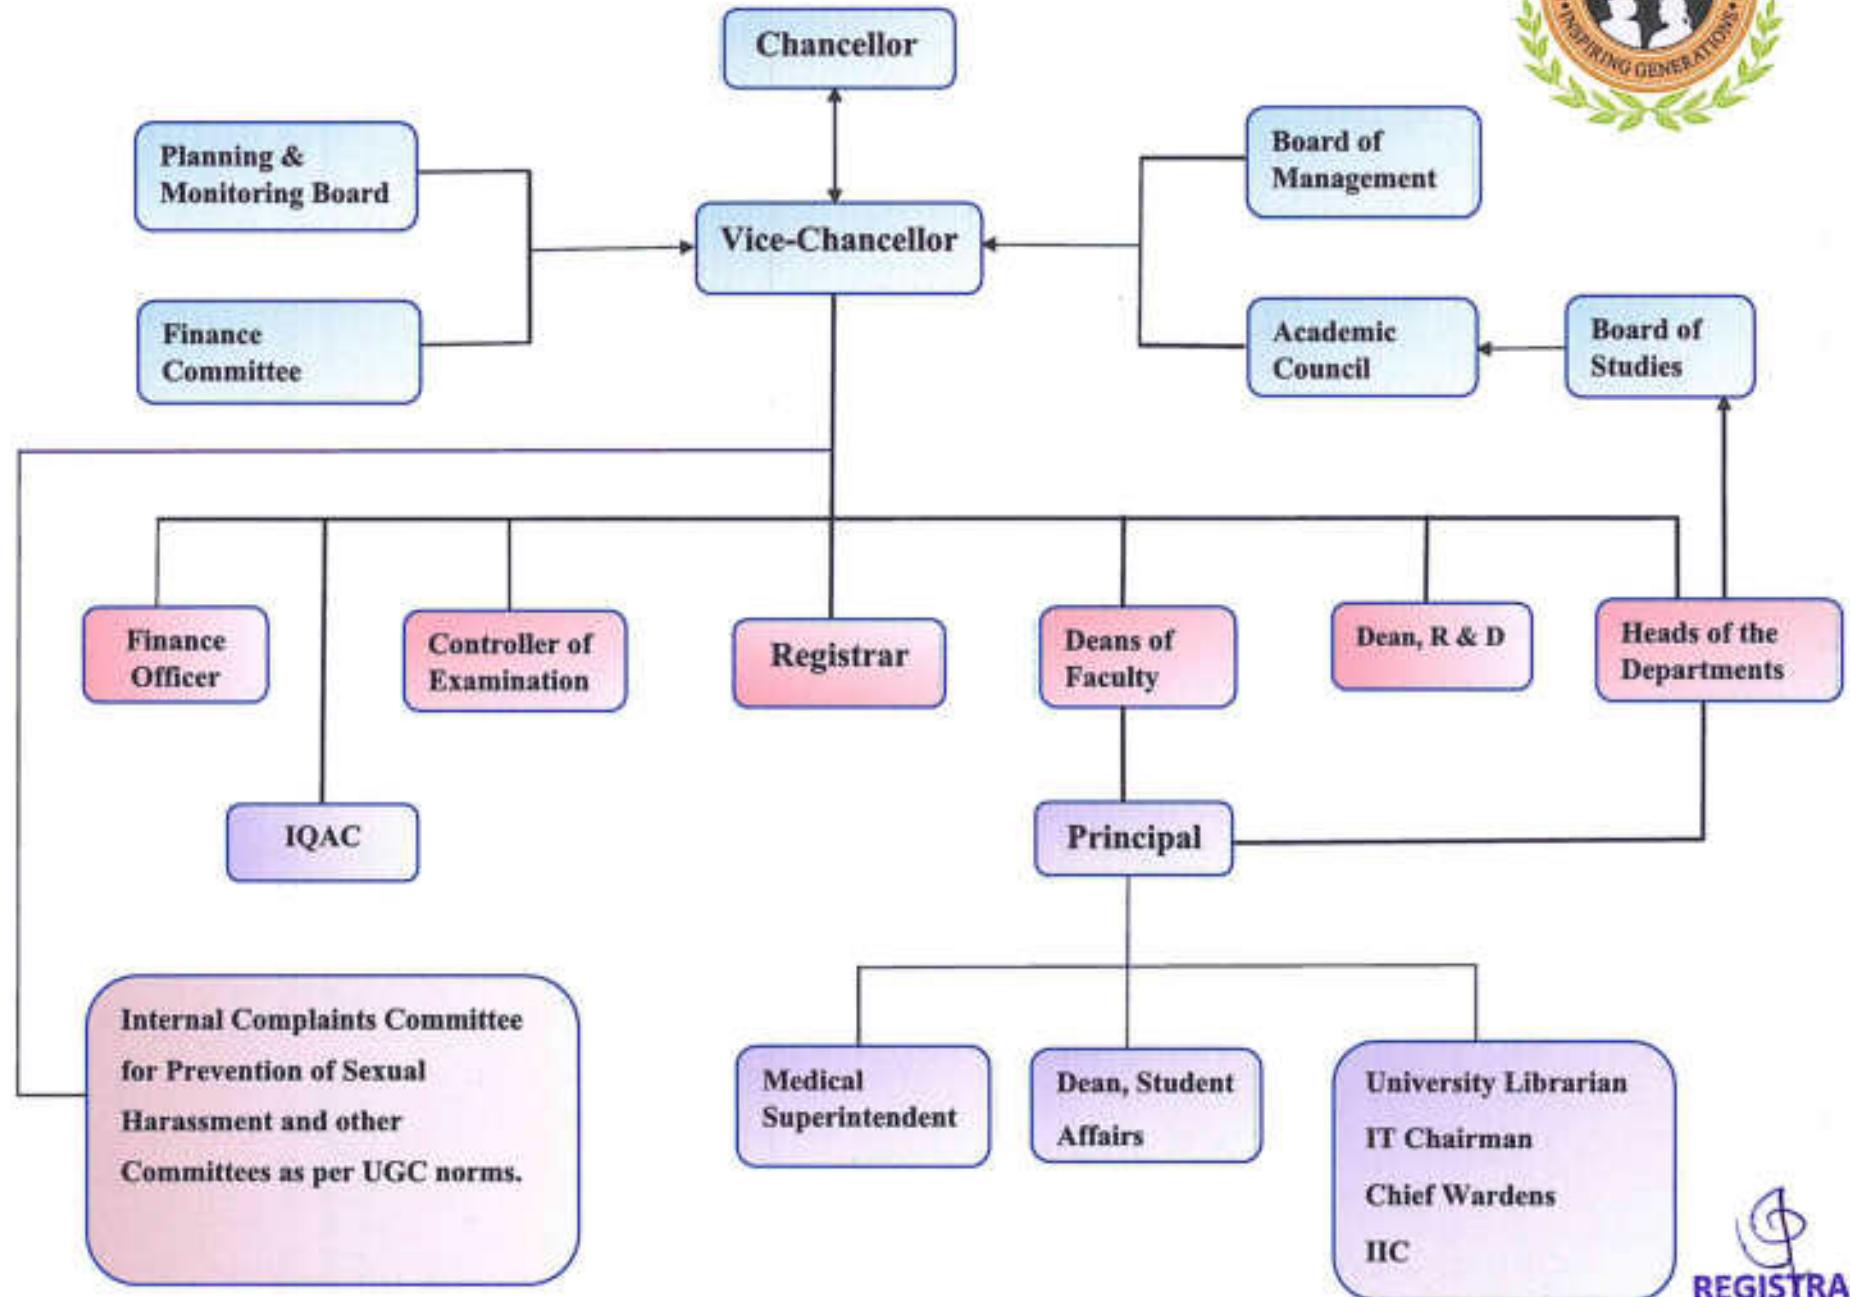 Chancellor
•INSPIRING GENERATIONS•
Planning &
Monitoring Board
Board of
Management
Vice-Chancellor
Finance
Committee
Academic
Council
Board of
Studies
Finance
Officer
Controller of
Examination
Registrar
Deans of
Faculty
Dean, R & D
Heads of the
Departments
IQAC
Principal
Internal Complaints Committee
for Prevention of Sexual
Harassment and other
Committees as per UGC norms.
Medical
Superintendent
Dean, Student
Affairs
University Librarian
IT Chairman
Chief Wardens
IIC
REGISTRA